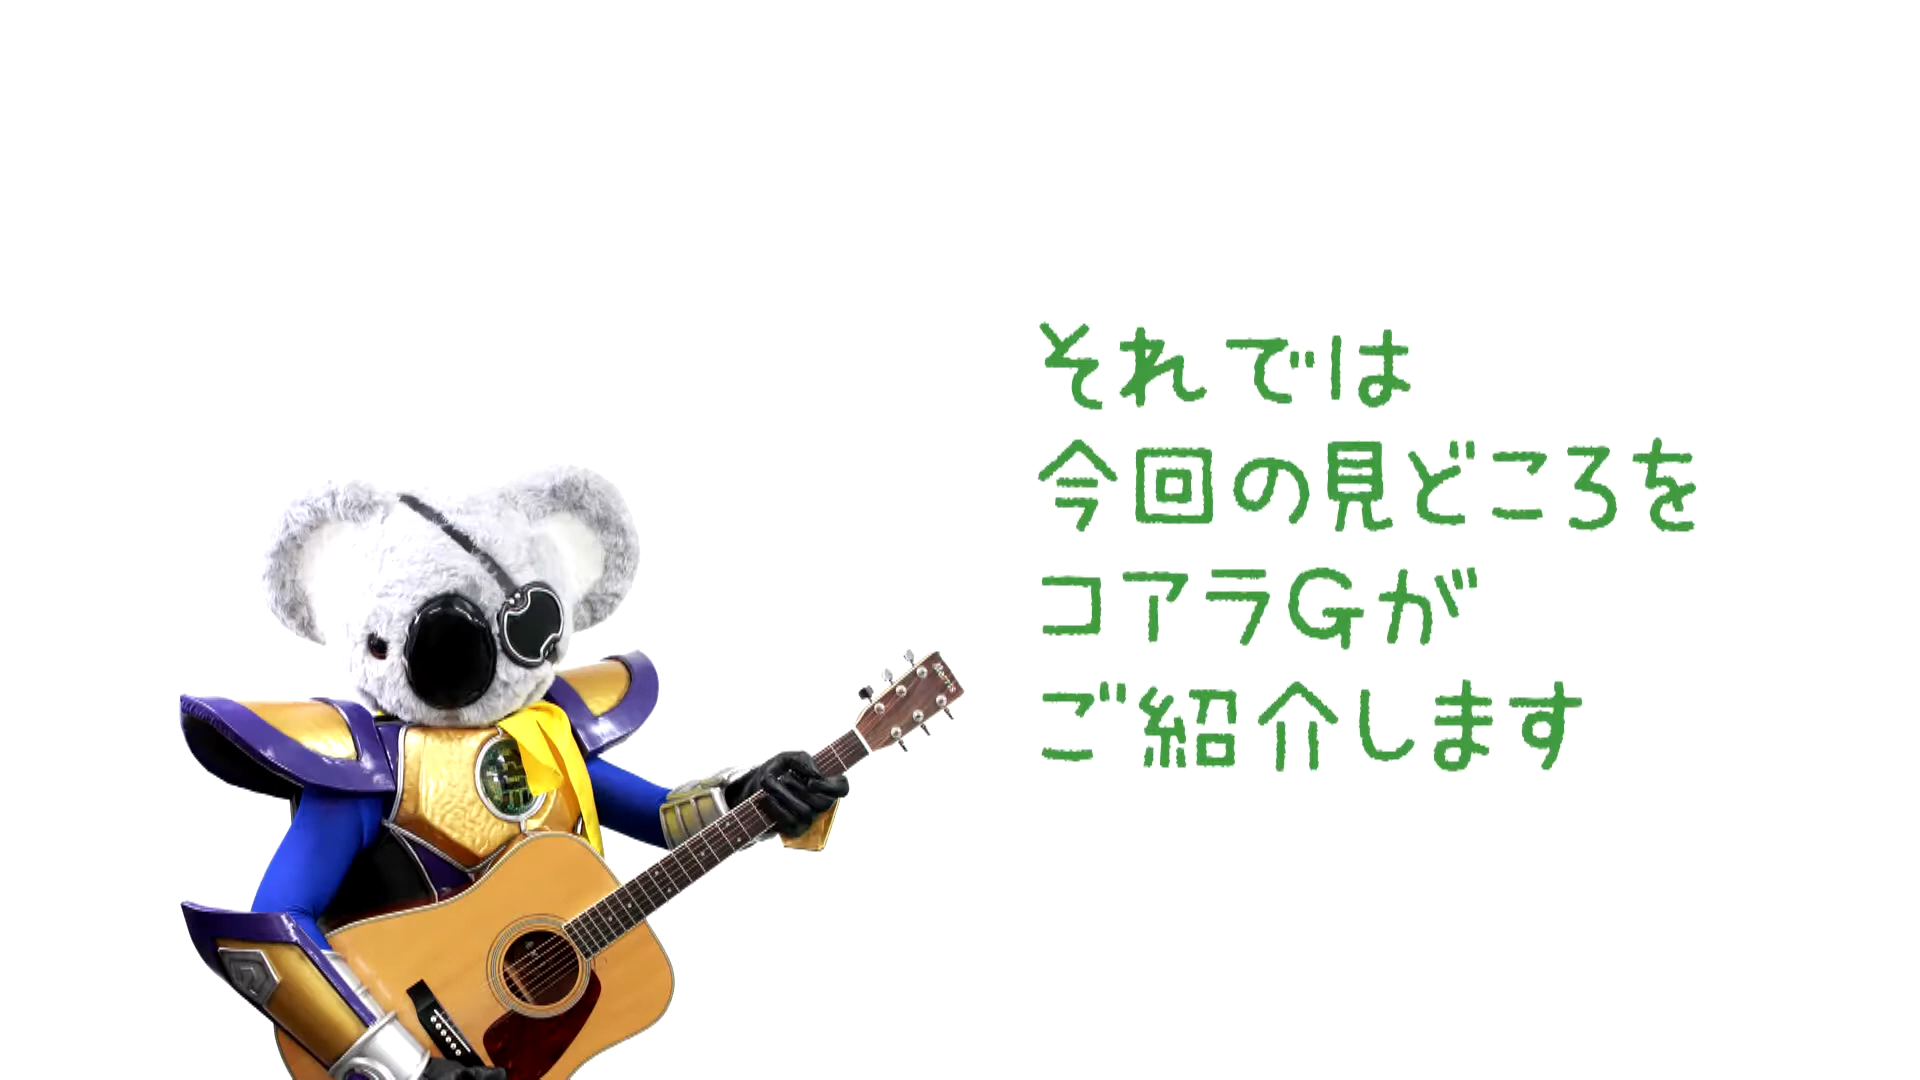 それでは
今回の見どころを
コアラGが
ご紹介します
Morris